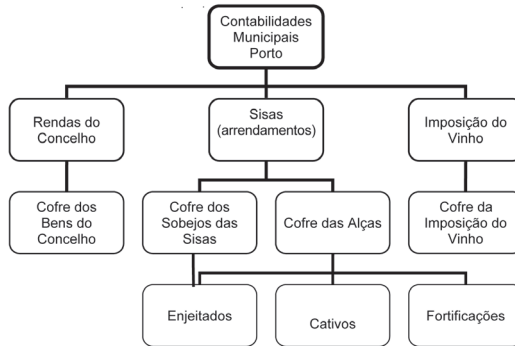 Contabilidades
Municipais
Porto
Rendas do
Concelho
Sisas
(arrendamentos)
Imposição do
Vinho
Cofre dos
Bens do
Concelho
Cofre dos
Sobejos das
Sisas
Cofre das Alças
Cofre da
Imposição do
Vinho
Enjeitados
Cativos
Fortificações